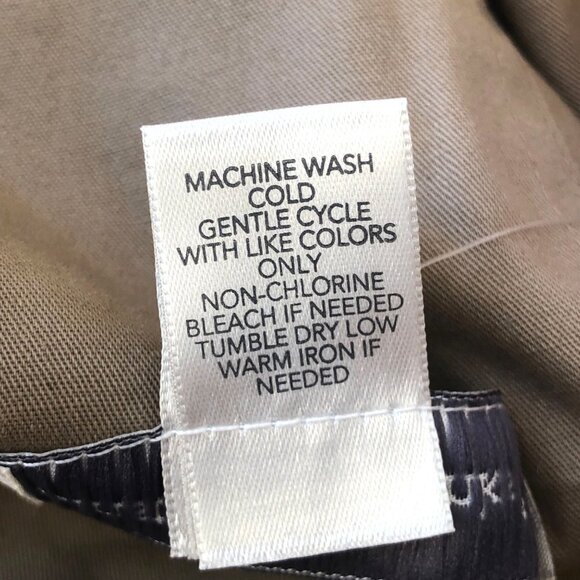 MACHINE WASH
COLD
GENTLE CYCLE
WITH LIKE COLORS
ONLY
NON-CHLORINE
BLEACH IF NEEDED
TUMBLE DRY LOW
WARM IRON IF
NEEDED
UK